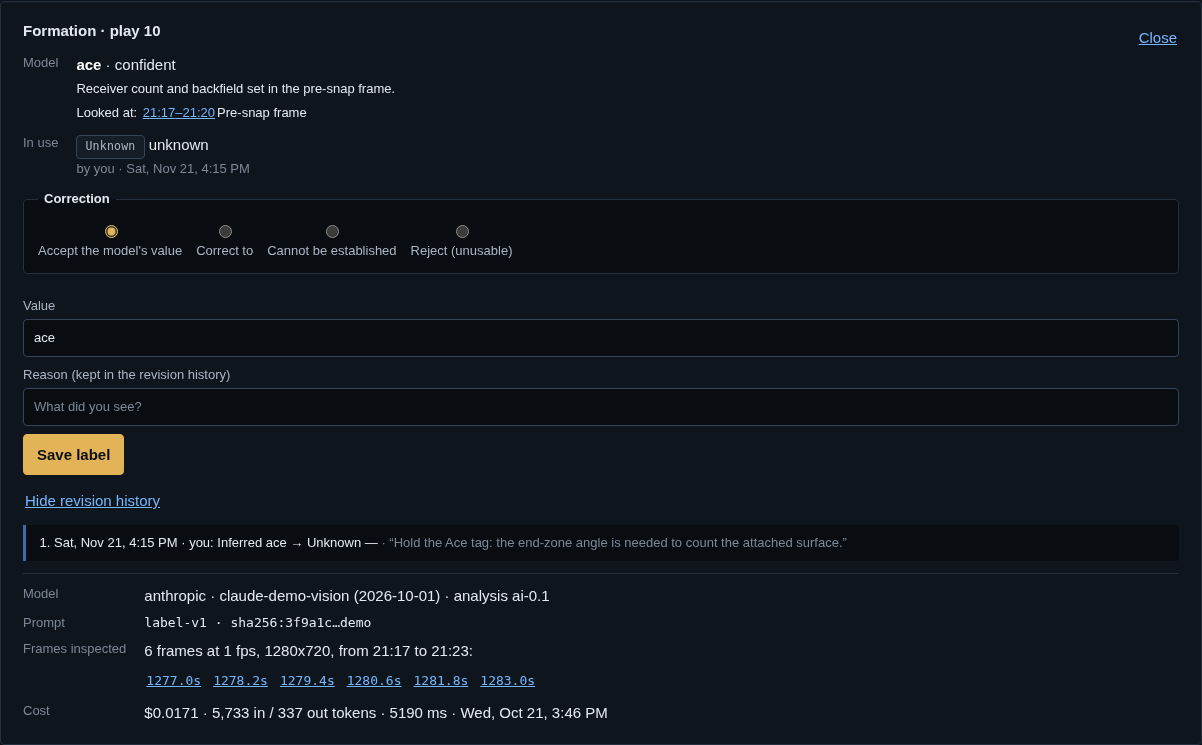 Formation · play 10
Close
Model
ace · confident
Receiver count and backfield set in the pre-snap frame.
Looked at: 21:17–21:20 Pre-snap frame
In use
Unknown unknown
by you · Sat, Nov 21, 4:15 PM
Correction
Accept the model's value
Correct to
Cannot be established
Reject (unusable)
Value
ace
Reason (kept in the revision history)
What did you see?
Save label
Hide revision history
1. Sat, Nov 21, 4:15 PM · you: Inferred ace → Unknown — · “Hold the Ace tag: the end-zone angle is needed to count the attached surface.”
Model
anthropic · claude-demo-vision (2026-10-01) · analysis ai-0.1
Prompt
label-v1 · sha256:3f9a1c…demo
Frames inspected
6 frames at 1 fps, 1280x720, from 21:17 to 21:23:
1277.0s 1278.2s 1279.4s 1280.6s 1281.8s 1283.0s
Cost
$0.0171 · 5,733 in / 337 out tokens · 5190 ms · Wed, Oct 21, 3:46 PM